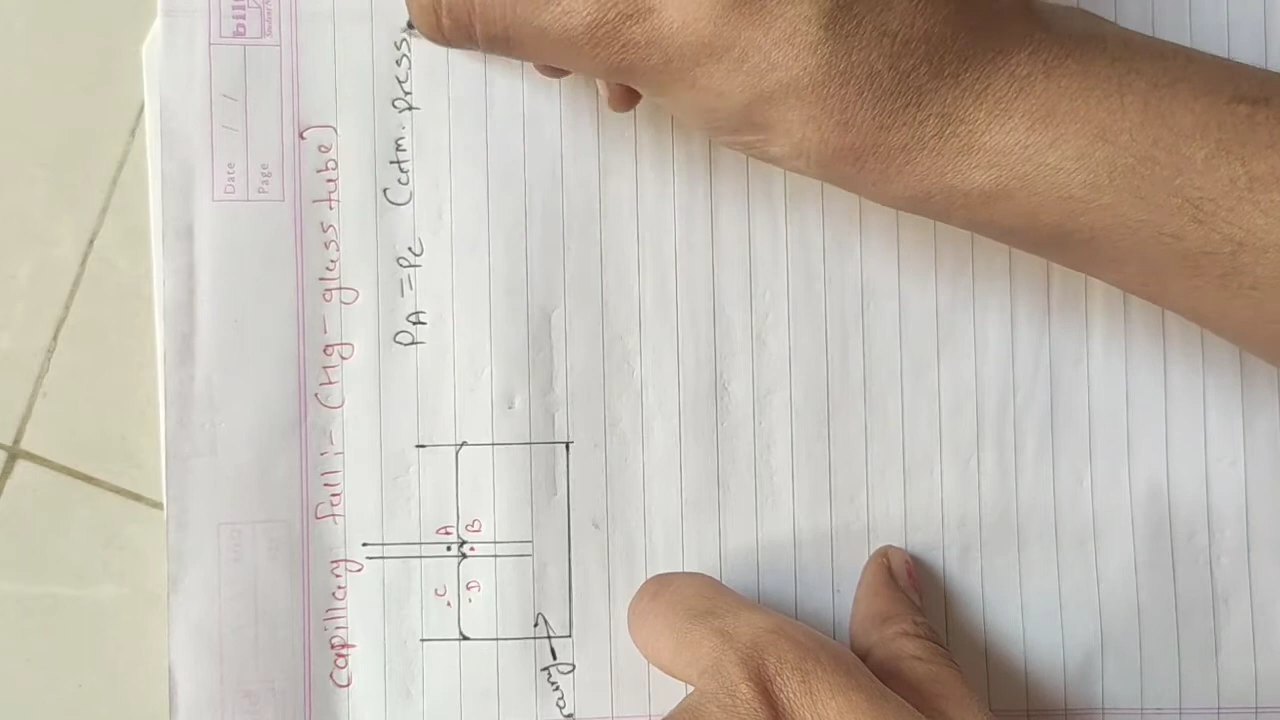 Date / /
Page
Capillary fall :- (Hg - glass tube)
PA = Pc (atm. press.
C
A
D
B